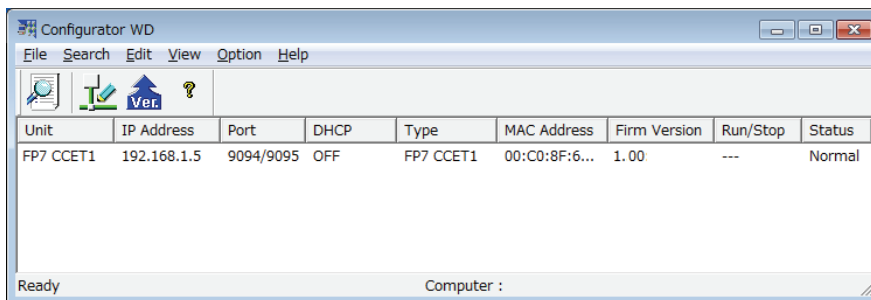 Configurator WD
File Search Edit View Option Help
Ver. ?
Unit IP Address Port DHCP Type MAC Address Firm Version Run/Stop Status
FP7 CCET1 192.168.1.5 9094/9095 OFF FP7 CCET1 00:C0:8F:6... 1.00 --- Normal
Ready Computer :